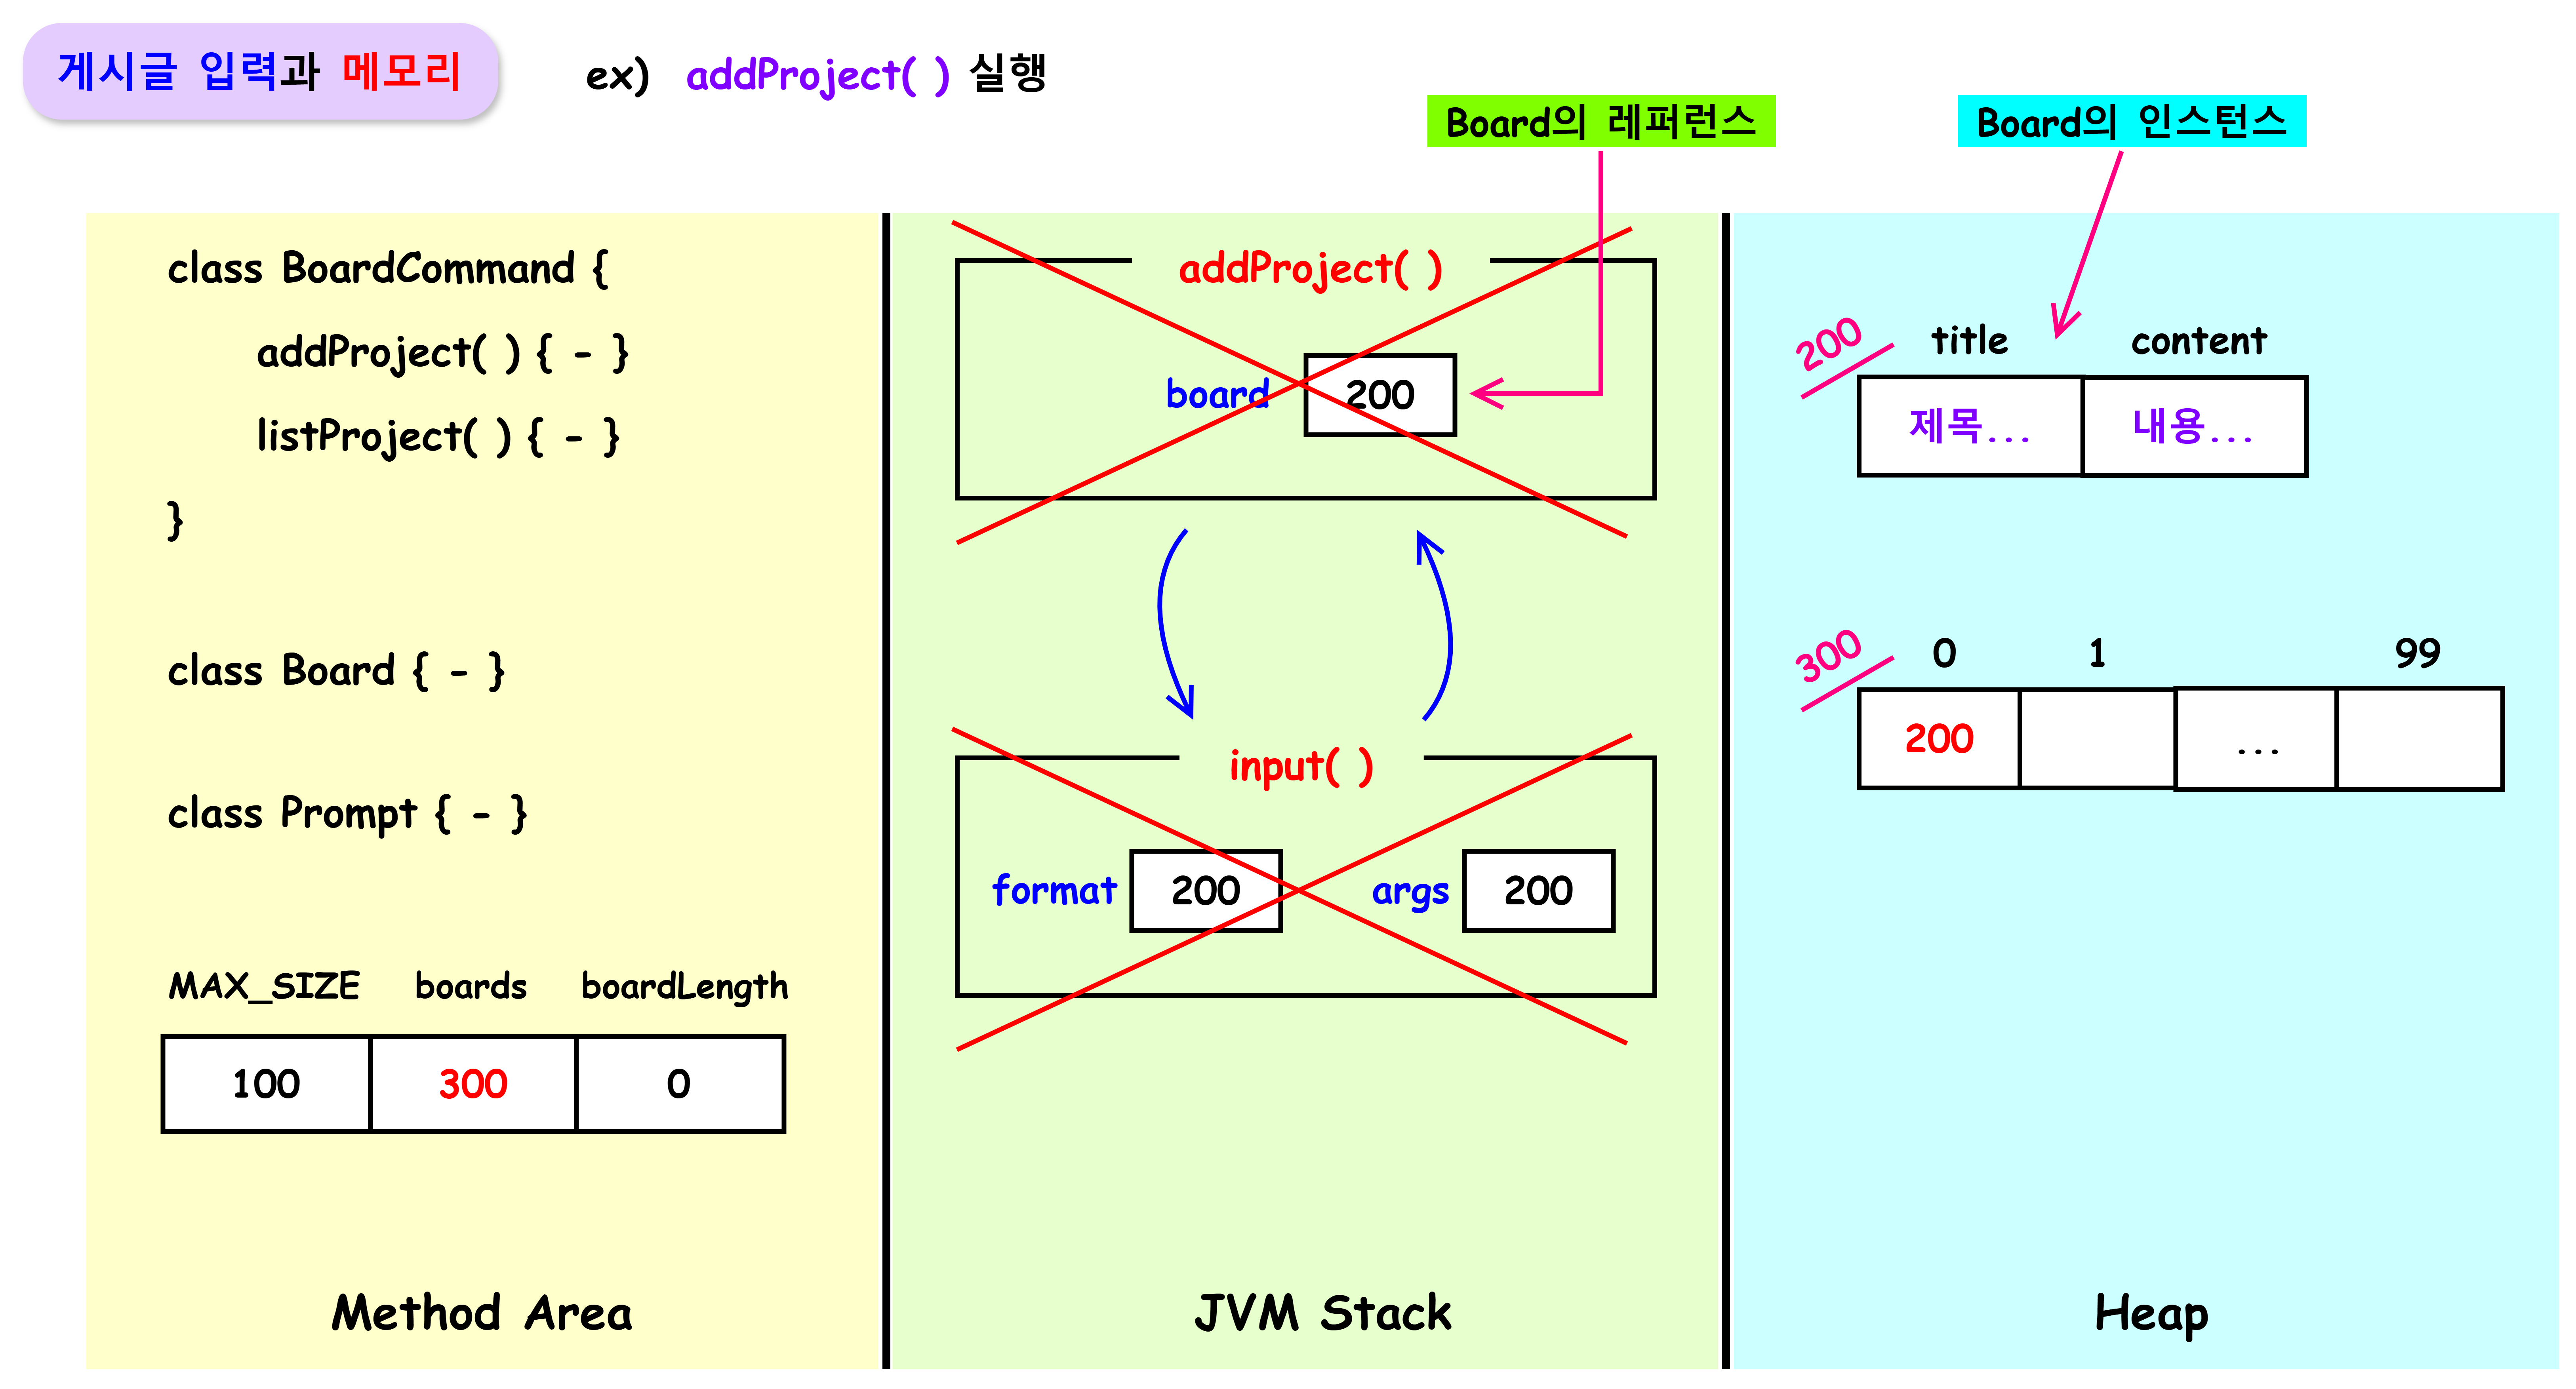 게시글 입력과 메모리
ex) addProject( ) 실행
Board의 레퍼런스
Board의 인스턴스
class BoardCommand {
addProject( ) { - }
listProject( ) { - }
}
class Board { - }
class Prompt { - }
MAX_SIZE boards boardLength
100 300 0
Method Area
addProject( )
board 200
input( )
format 200 args 200
JVM Stack
200 title content
제목... 내용...
300 0 1 99
200 ...
Heap